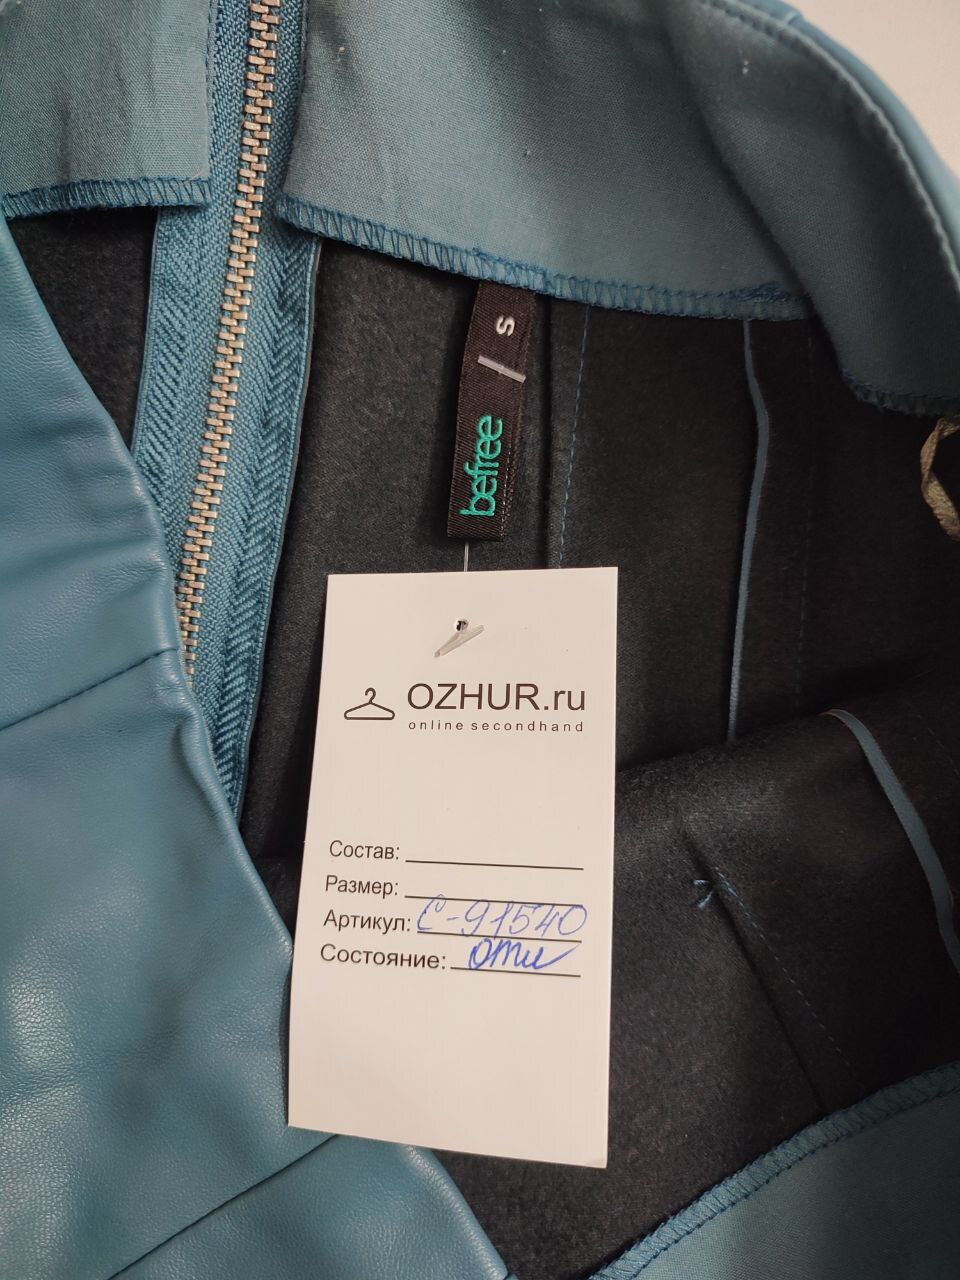 S
befree
OZHUR.ru
online secondhand
Состав:
Размер:
Артикул: С-91540
Состояние: отл